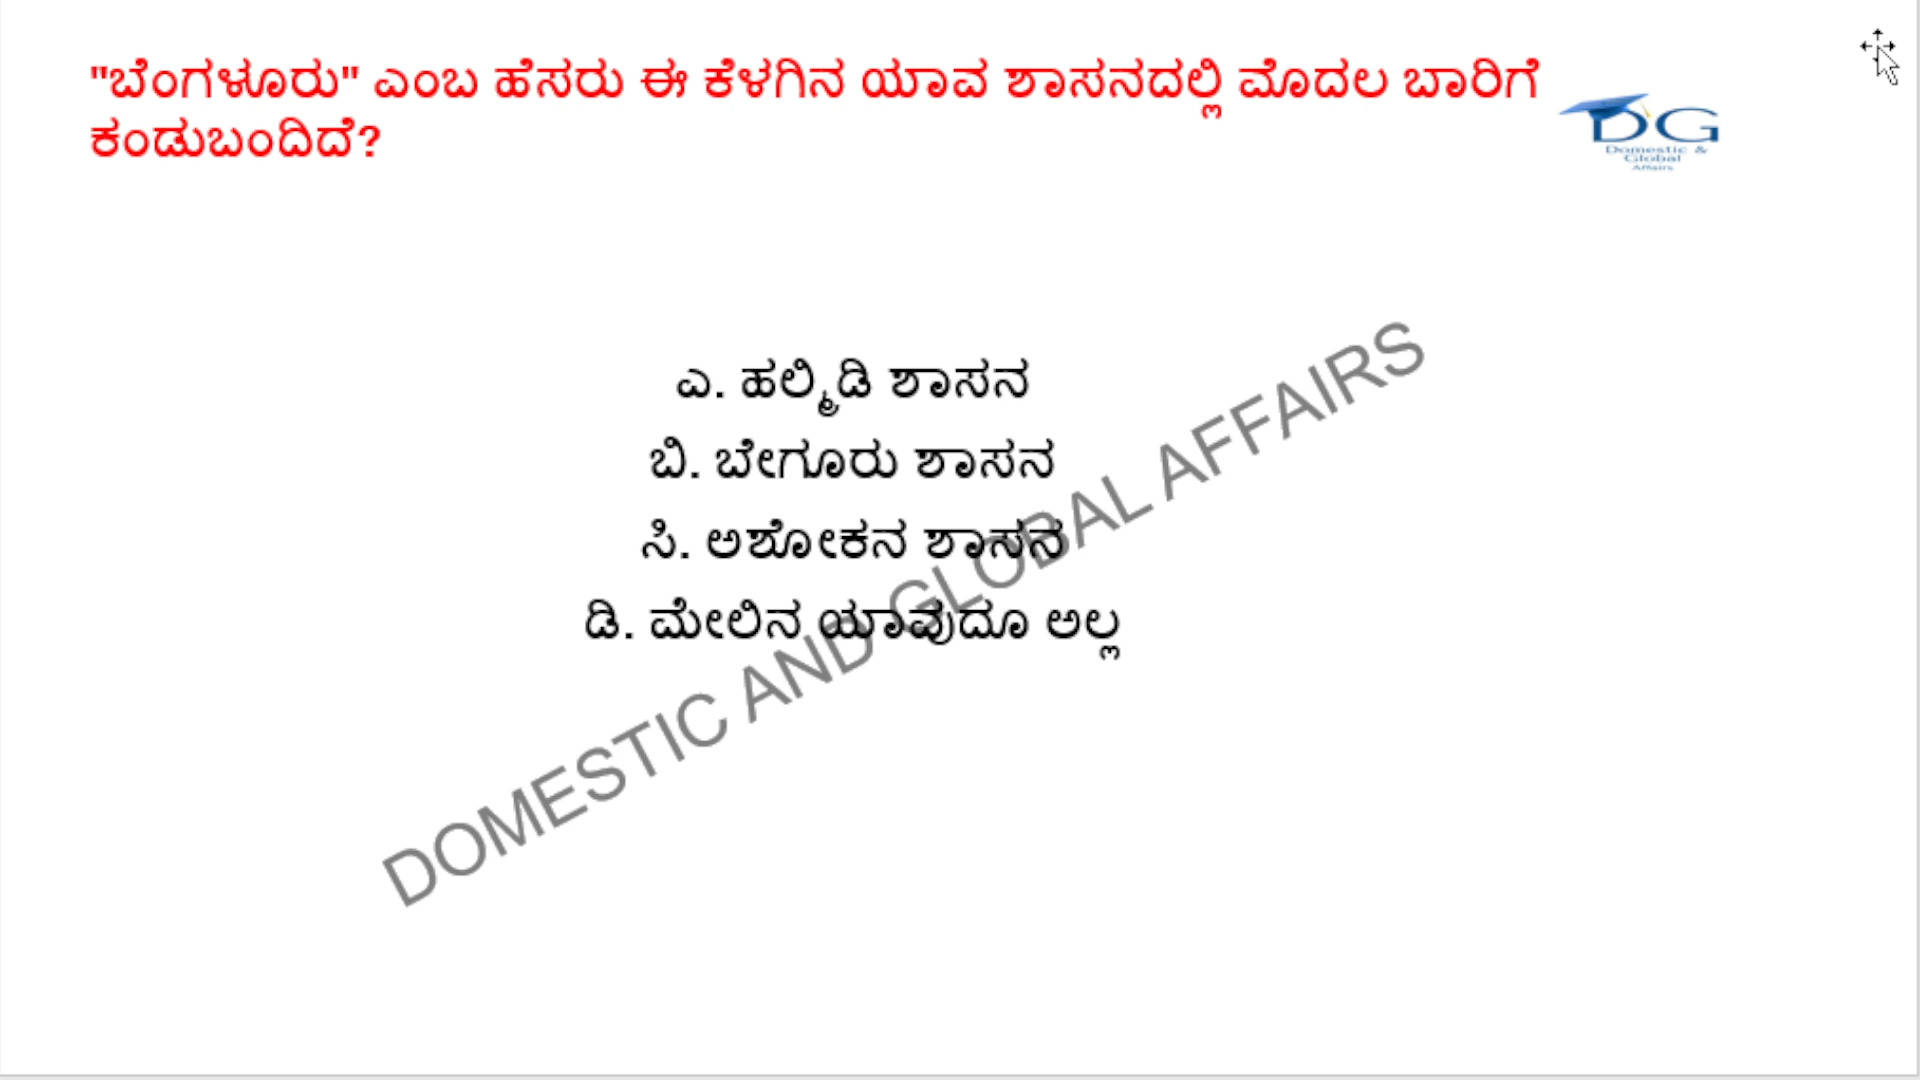 "ಬೆಂಗಳೂರು" ಎಂಬ ಹೆಸರು ಈ ಕೆಳಗಿನ ಯಾವ ಶಾಸನದಲ್ಲಿ ಮೊದಲ ಬಾರಿಗೆ
ಕಂಡುಬಂದಿದೆ?
DG
Domestic &
Global
Affairs
ಎ. ಹಲ್ಮ್ರಿಡಿ ಶಾಸನ
ಬಿ. ಬೇಗೂರು ಶಾಸನ
ಸಿ. ಅಶೋಕನ ಶಾಸನ
ಡಿ. ಮೇಲಿನ ಯಾವುದೂ ಅಲ್ಲ
DOMESTIC AND GLOBAL AFFAIRS